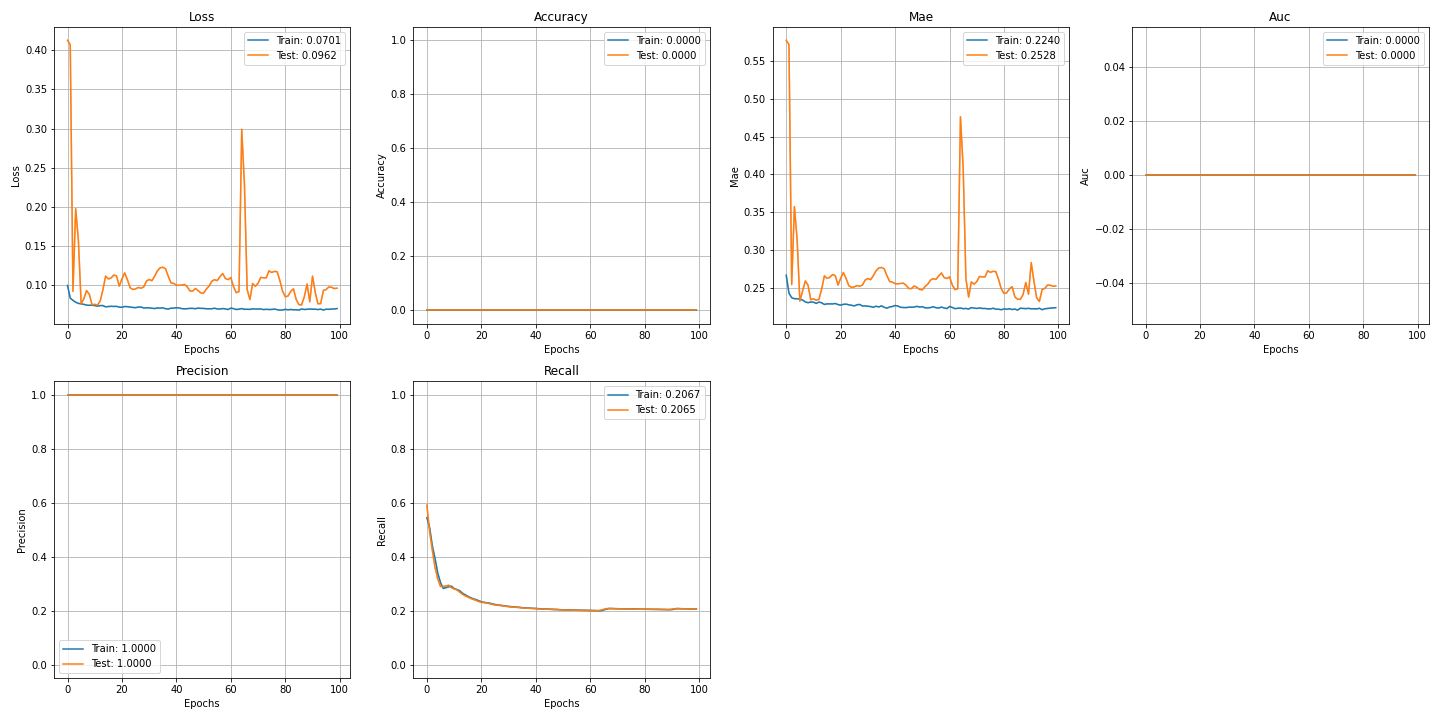 Loss
Train: 0.0701
Test: 0.0962
0.40
0.35
0.30
0.25
0.20
0.15
0.10
Loss
0 20 40 60 80 100
Epochs
Accuracy
Train: 0.0000
Test: 0.0000
1.0
0.8
0.6
0.4
0.2
0.0
Accuracy
0 20 40 60 80 100
Epochs
Mae
Train: 0.2240
Test: 0.2528
0.55
0.50
0.45
0.40
0.35
0.30
0.25
Mae
0 20 40 60 80 100
Epochs
Auc
Train: 0.0000
Test: 0.0000
0.04
0.02
0.00
−0.02
−0.04
Auc
0 20 40 60 80 100
Epochs
Precision
1.0
0.8
0.6
0.4
0.2
0.0
Precision
Train: 1.0000
Test: 1.0000
0 20 40 60 80 100
Epochs
Recall
Train: 0.2067
Test: 0.2065
1.0
0.8
0.6
0.4
0.2
0.0
Recall
0 20 40 60 80 100
Epochs